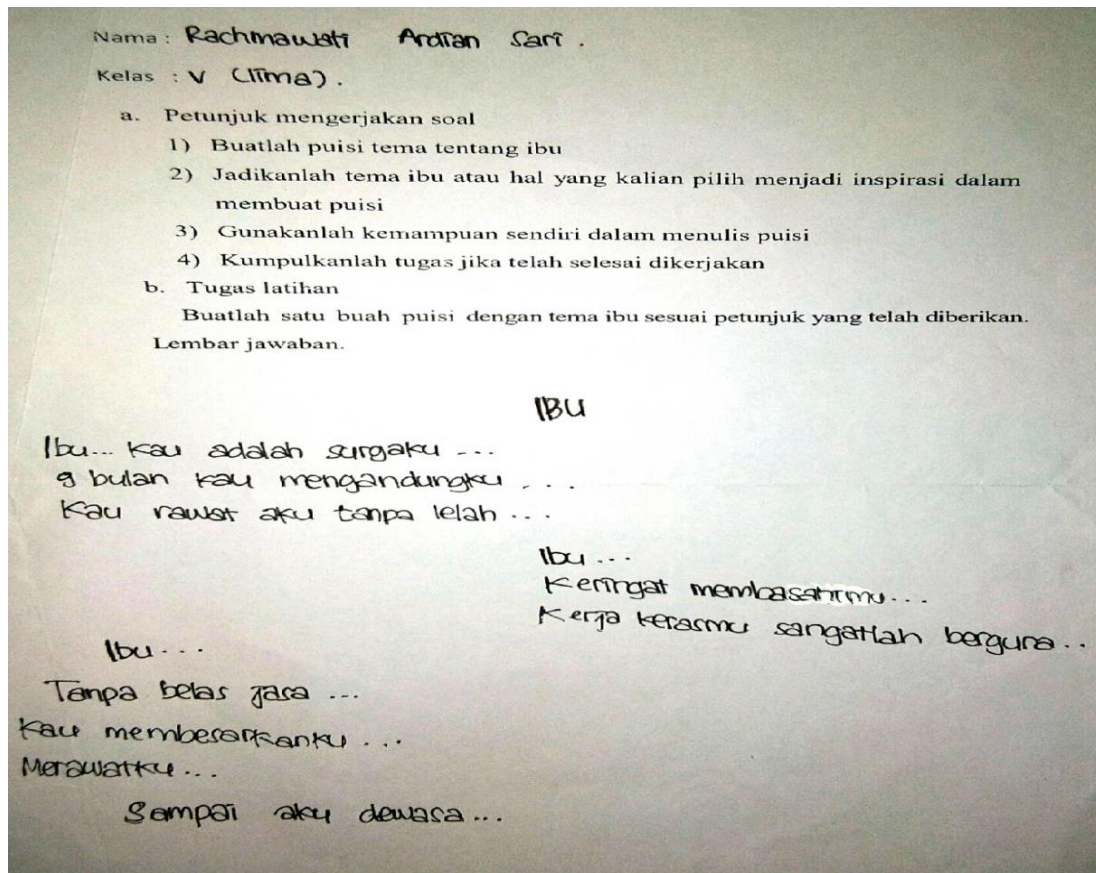 Nama : Rachmawati Ardian Sari .
Kelas : V (lima) .
a. Petunjuk mengerjakan soal
1) Buatlah puisi tema tentang ibu
2) Jadikanlah tema ibu atau hal yang kalian pilih menjadi inspirasi dalam
membuat puisi
3) Gunakanlah kemampuan sendiri dalam menulis puisi
4) Kumpulkanlah tugas jika telah selesai dikerjakan
b. Tugas latihan
Buatlah satu buah puisi dengan tema ibu sesuai petunjuk yang telah diberikan.
Lembar jawaban.
IBU
Ibu... Kau adalah surgaku ...
9 bulan kau mengandungku ...
Kau rawat aku tanpa lelah ...
Ibu ...
Keringat membasahimu...
Kerja kerasmu sangatlah berguna..
Ibu ...
Tanpa belas jasa ...
Kau membesarkanku ...
Merawatku ...
Sampai aku dewasa ...